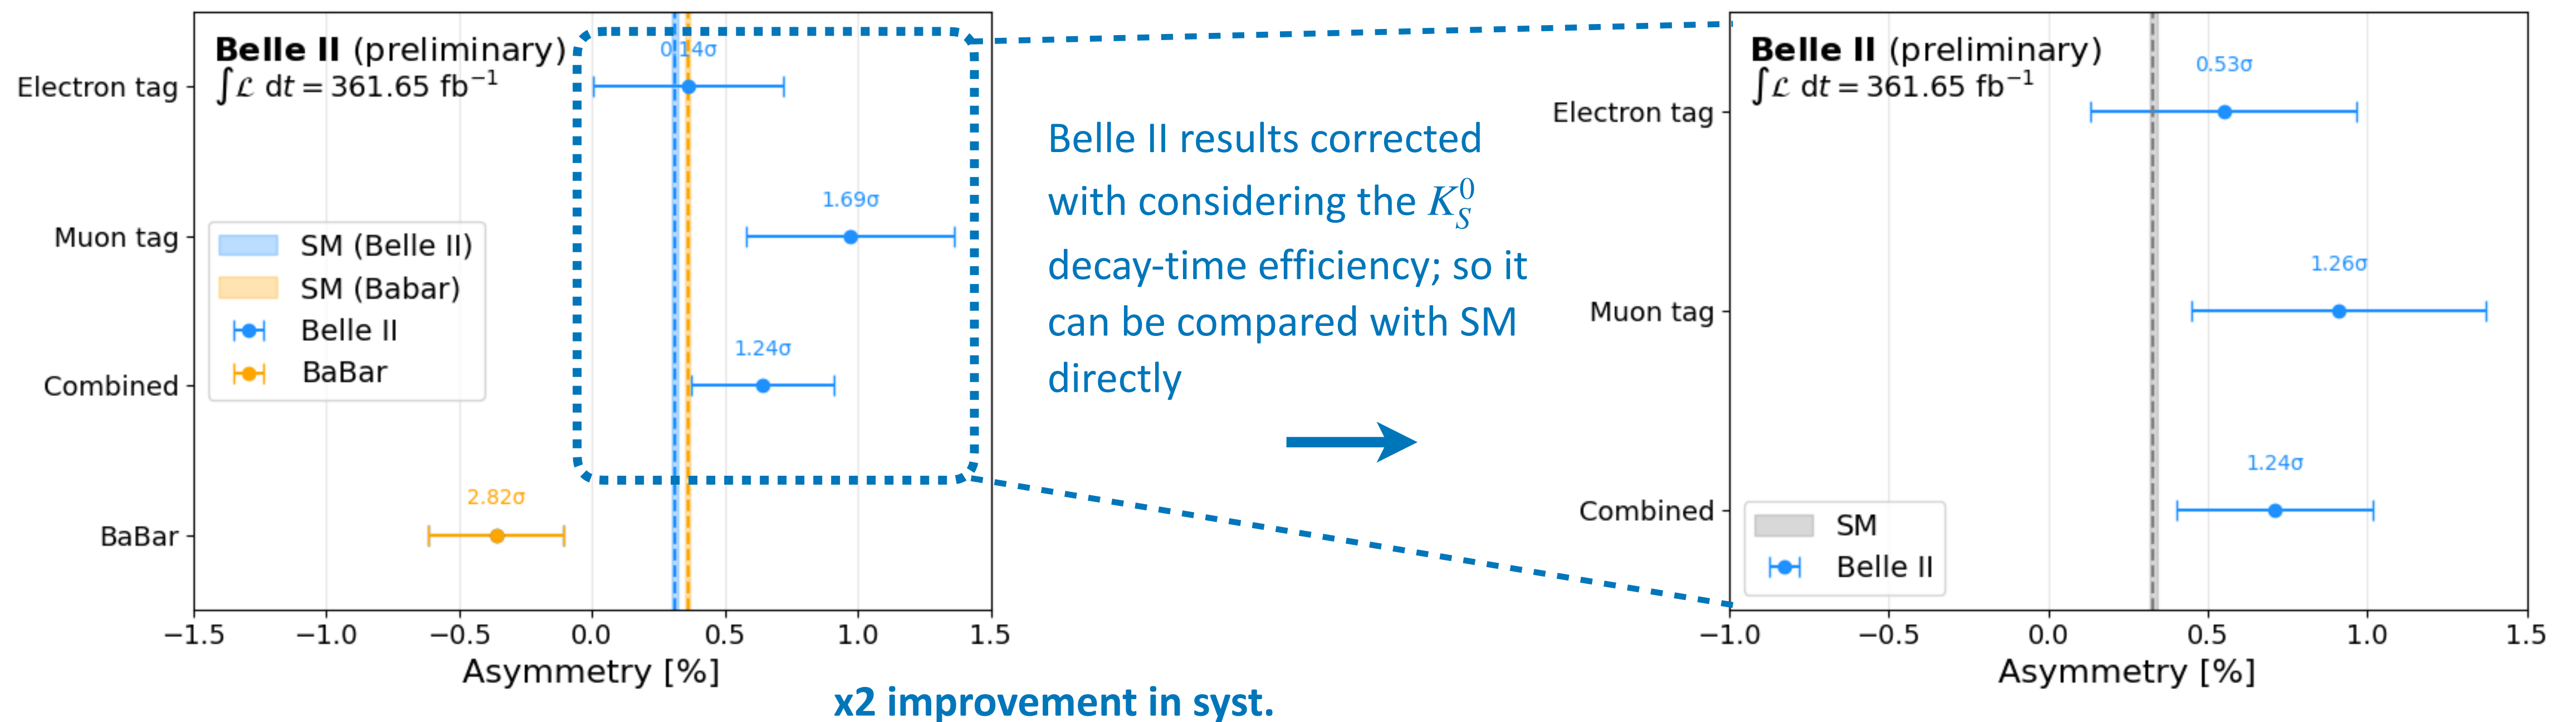 Belle II (preliminary)
∫ℒ dt = 361.65 fb⁻¹
Electron tag
Muon tag
Combined
BaBar
0.14σ
1.69σ
1.24σ
2.82σ
SM (Belle II)
SM (Babar)
Belle II
BaBar
−1.5 −1.0 −0.5 0.0 0.5 1.0 1.5
Asymmetry [%]
Belle II results corrected
with considering the K_S^0
decay-time efficiency; so it
can be compared with SM
directly
x2 improvement in syst.
Belle II (preliminary)
∫ℒ dt = 361.65 fb⁻¹
Electron tag
Muon tag
Combined
0.53σ
1.26σ
1.24σ
SM
Belle II
−1.0 −0.5 0.0 0.5 1.0 1.5
Asymmetry [%]